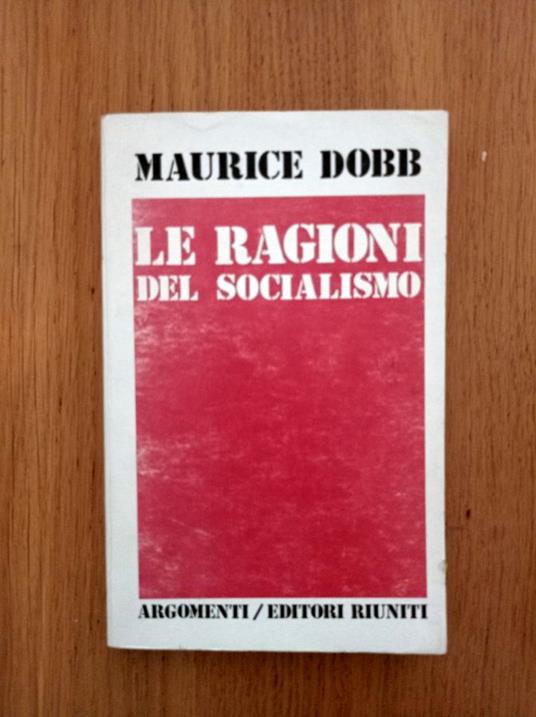 MAURICE DOBB
LE RAGIONI
DEL SOCIALISMO
ARGOMENTI/EDITORI RIUNITI